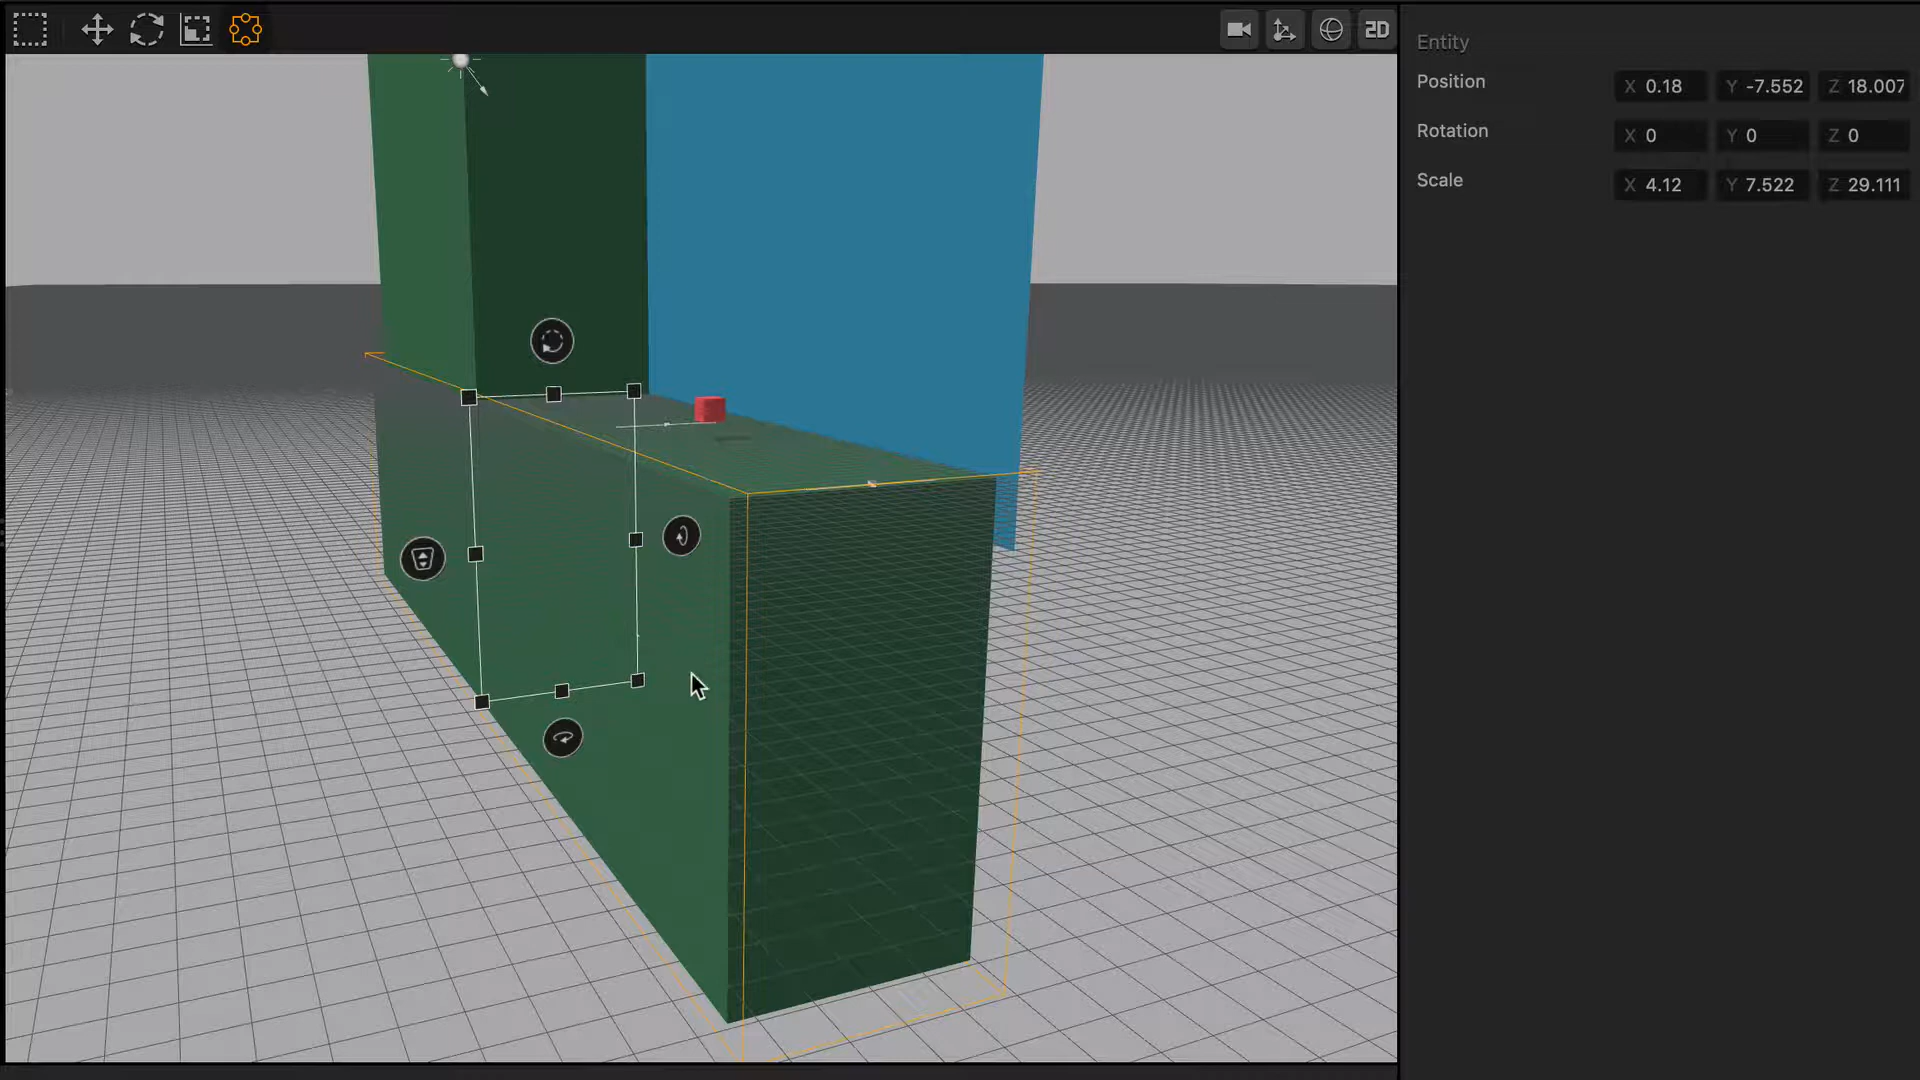 2D
Entity
Position X 0.18 Y -7.552 Z 18.007
Rotation X 0 Y 0 Z 0
Scale X 4.12 Y 7.522 Z 29.111